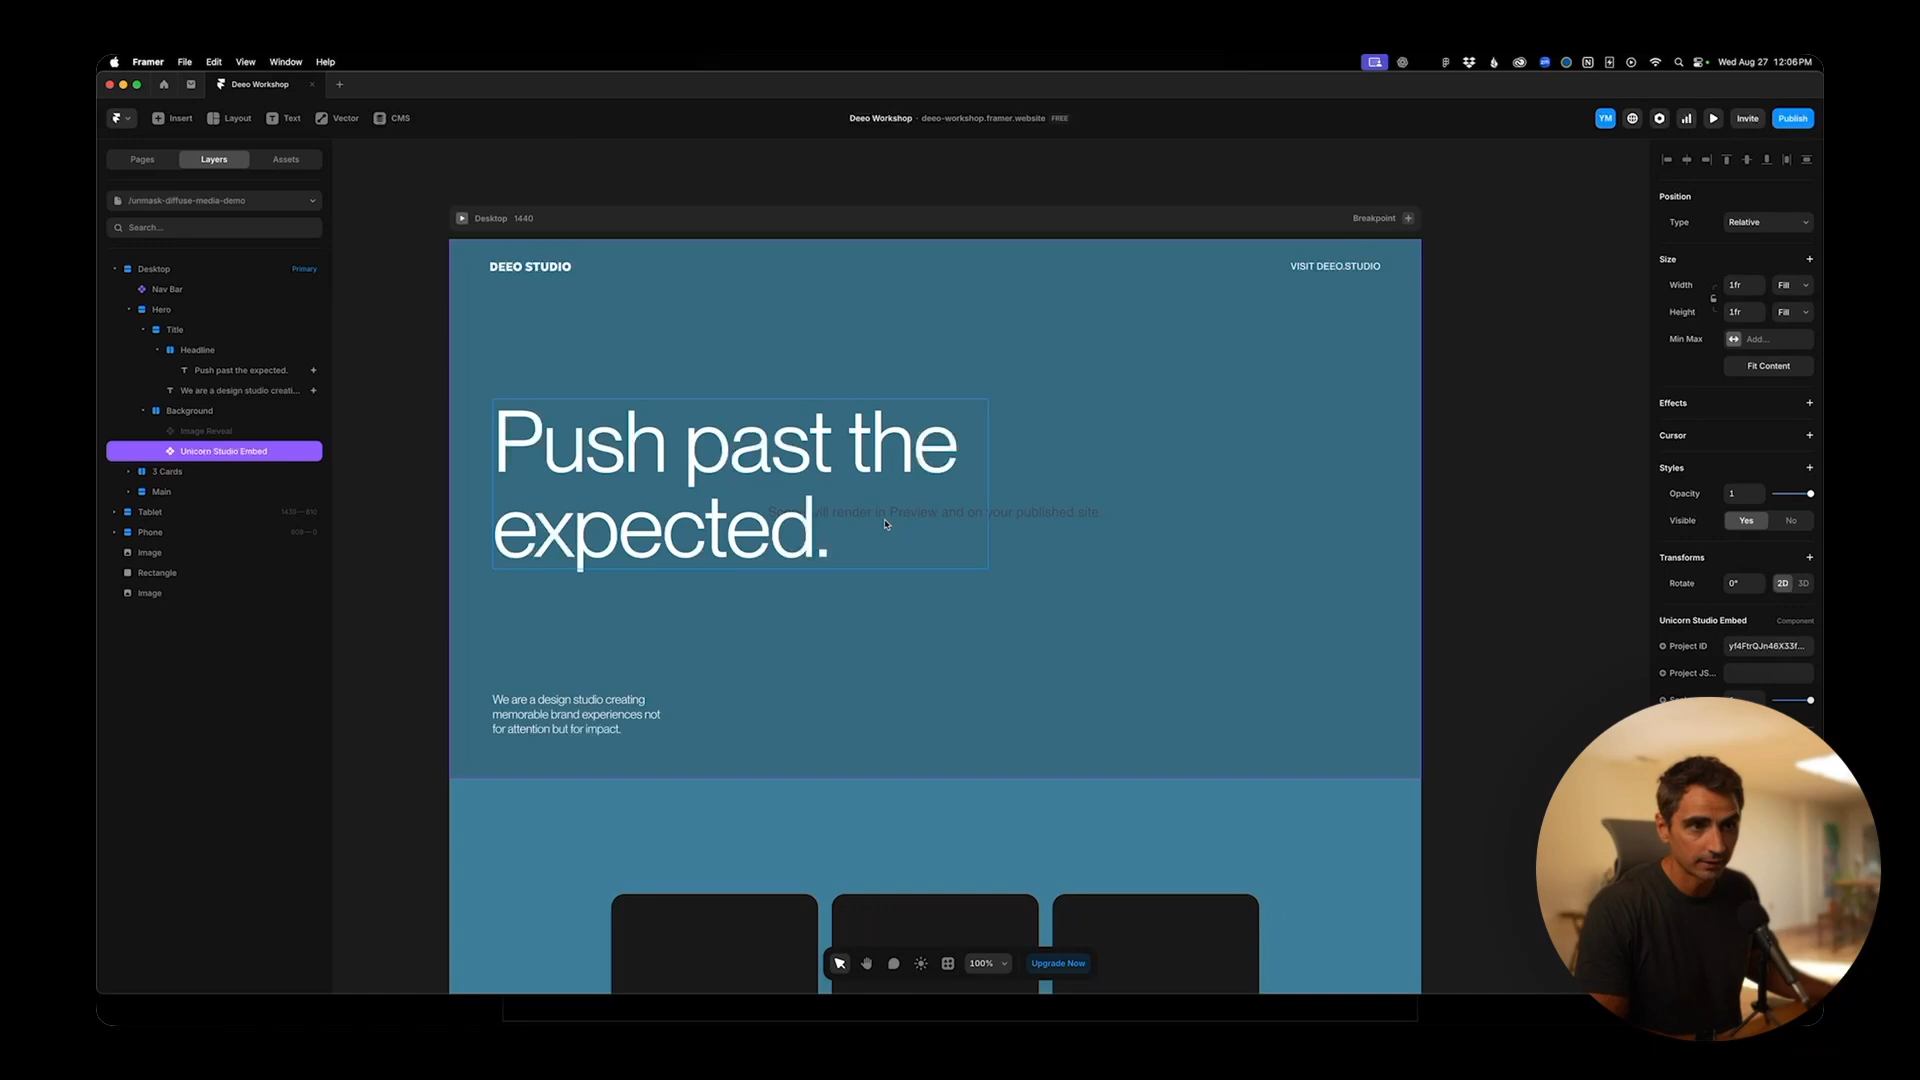 Framer File Edit View Window Help
Wed Aug 27 12:06 PM
Deeo Workshop
Insert Layout Text Vector CMS
Deeo Workshop · deeo-workshop.framer.website FREE
YM Invite Publish
Pages Layers Assets
/unmask-diffuse-media-demo
Search...
Desktop Primary
Nav Bar
Hero
Title
Headline
Push past the expected.
We are a design studio creati...
Background
Image Reveal
Unicorn Studio Embed
3 Cards
Main
Tablet 1439—810
Phone 809—0
Image
Rectangle
Image
Desktop 1440
Breakpoint
DEEO STUDIO
VISIT DEEO.STUDIO
Push past the
expected.
will render in Preview and on your published site.
We are a design studio creating
memorable brand experiences not
for attention but for impact.
100% Upgrade Now
Position
Type Relative
Size
Width 1fr Fill
Height 1fr Fill
Min Max Add...
Fit Content
Effects
Cursor
Styles
Opacity 1
Visible Yes No
Transforms
Rotate 0° 2D 3D
Unicorn Studio Embed Component
Project ID yf4FtrQJn46X33f...
Project JS...